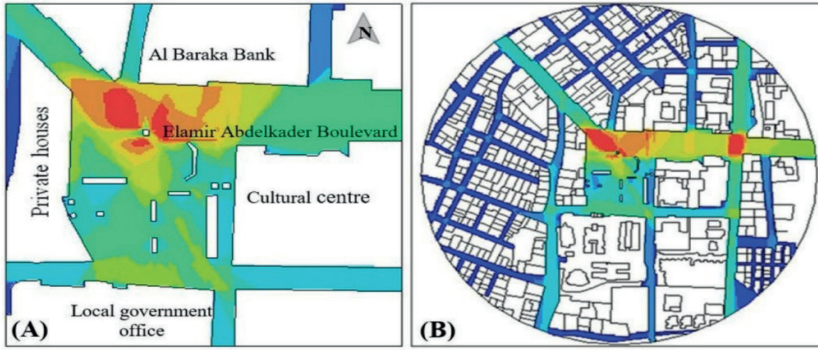 N
Al Baraka Bank
Elamir Abdelkader Boulevard
Private houses
Cultural centre
Local government
office
(A)
(B)
N